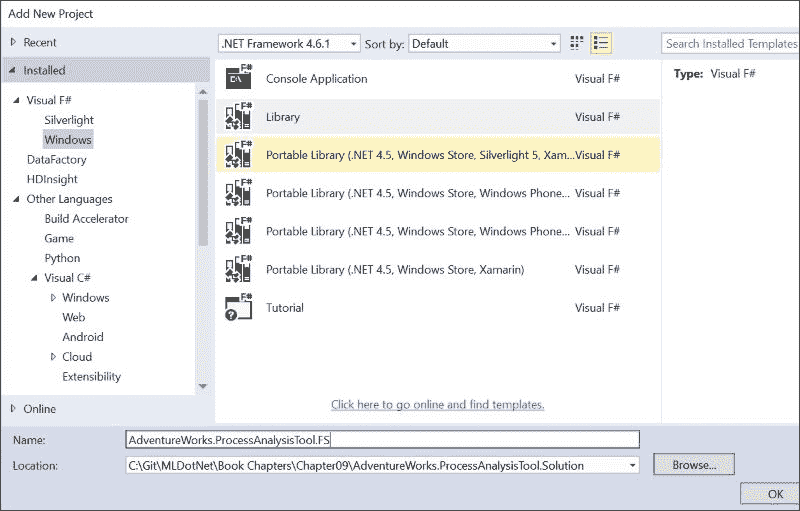 Add New Project
Recent
.NET Framework 4.6.1
Sort by:
Default
Search Installed Templates
Installed
Visual F#
Silverlight
Windows
DataFactory
HDInsight
Other Languages
Build Accelerator
Game
Python
Visual C#
Windows
Web
Android
Cloud
Extensibility
Online
Console Application Visual F#
Library Visual F#
Portable Library (.NET 4.5, Windows Store, Silverlight 5, Xam... Visual F#
Portable Library (.NET 4.5, Windows Store, Windows Phone... Visual F#
Portable Library (.NET 4.5, Windows Store, Windows Phone... Visual F#
Portable Library (.NET 4.5, Windows Store, Xamarin) Visual F#
Tutorial Visual F#
Click here to go online and find templates.
Type: Visual F#
Name: AdventureWorks.ProcessAnalysisTool.FS
Location: C:\Git\MLDotNet\Book Chapters\Chapter09\AdventureWorks.ProcessAnalysisTool.Solution
Browse...
OK